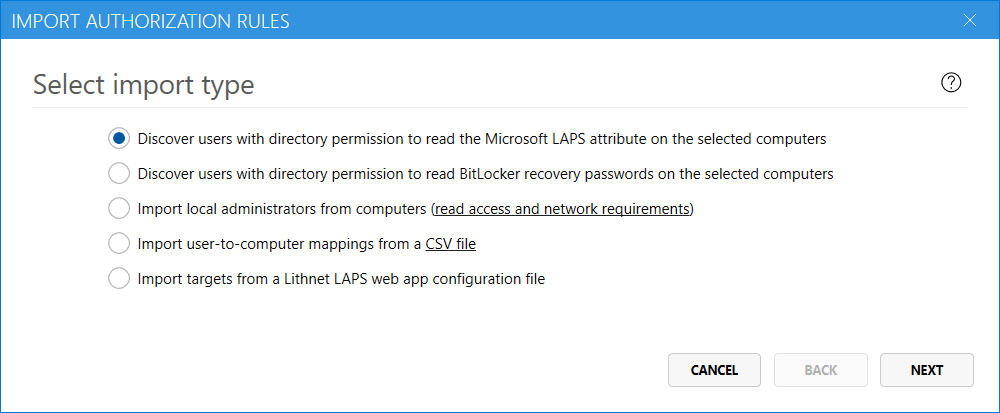 IMPORT AUTHORIZATION RULES
Select import type
?
Discover users with directory permission to read the Microsoft LAPS attribute on the selected computers
Discover users with directory permission to read BitLocker recovery passwords on the selected computers
Import local administrators from computers (read access and network requirements)
Import user-to-computer mappings from a CSV file
Import targets from a Lithnet LAPS web app configuration file
CANCEL BACK NEXT